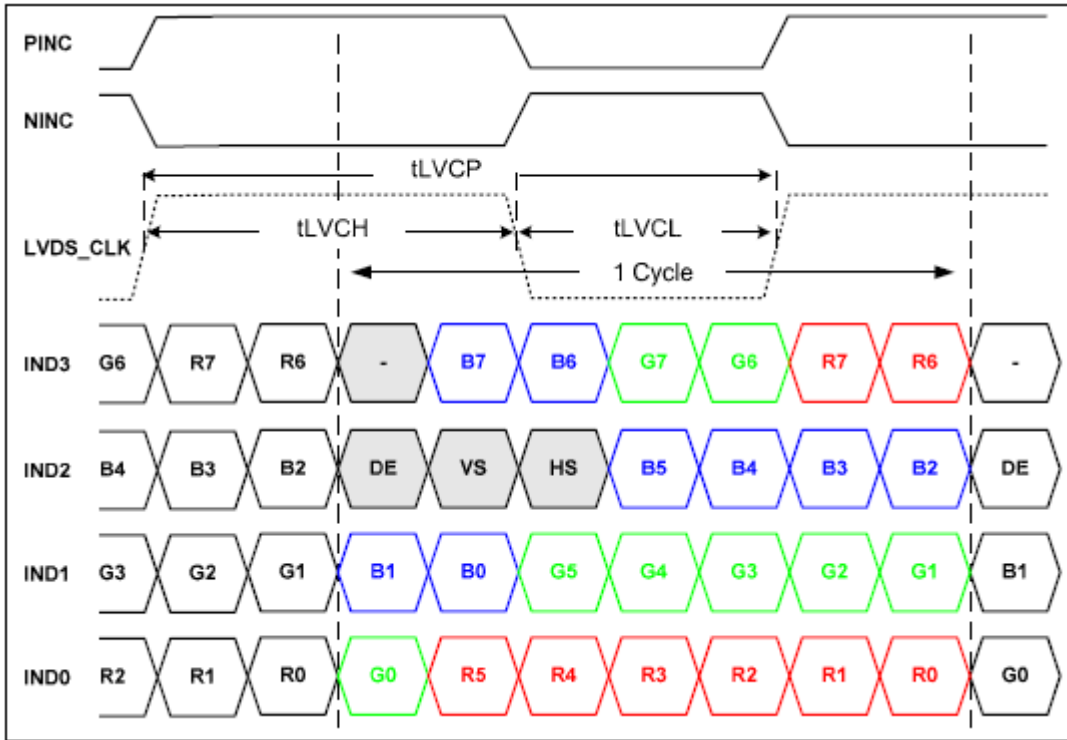 PINC
NINC
tLVCP
LVDS_CLK
tLVCH
tLVCL
1 Cycle
IND3 G6 R7 R6 - B7 B6 G7 G6 R7 R6 -
IND2 B4 B3 B2 DE VS HS B5 B4 B3 B2 DE
IND1 G3 G2 G1 B1 B0 G5 G4 G3 G2 G1 B1
IND0 R2 R1 R0 G0 R5 R4 R3 R2 R1 R0 G0